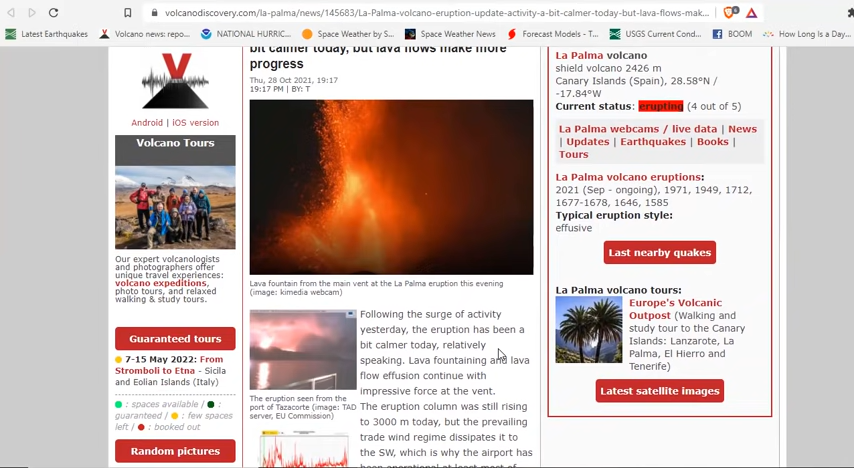 volcanodiscovery.com/la-palma/news/145683/La-Palma-volcano-eruption-update-activity-a-bit-calmer-today-but-lava-flows-mak...
6
Latest Earthquakes
Volcano news: repo...
NATIONAL HURRIC...
Space Weather by S...
Space Weather News
Forecast Models - T...
USGS Current Cond...
BOOM
How Long is a Day...
Android | iOS version
Volcano Tours
Our expert volcanologists
and photographers offer
unique travel experiences:
volcano expeditions,
photo tours, and relaxed
walking & study tours.
Guaranteed tours
7-15 May 2022: From
Stromboli to Etna - Sicila
and Eolian Islands (Italy)
: spaces available /
: guaranteed /
: few spaces
left /
: booked out
Random pictures
bit calmer today, but lava flows make more
progress
Thu, 28 Oct 2021, 19:17
19:17 PM | BY: T
Lava fountain from the main vent at the La Palma eruption this evening
(image: kimedia webcam)
The eruption seen from the
port of Tazacorte (image: TAD
server, EU Commission)
Following the surge of activity
yesterday, the eruption has been a
bit calmer today, relatively
speaking. Lava fountaining and lava
flow effusion continue with
impressive force at the vent.
The eruption column was still rising
to 3000 m today, but the prevailing
trade wind regime dissipates it to
the SW, which is why the airport has
been operational at least most of
La Palma volcano
shield volcano 2426 m
Canary Islands (Spain), 28.58°N /
-17.84°W
Current status: erupting (4 out of 5)
La Palma webcams / live data | News
| Updates | Earthquakes | Books |
Tours
La Palma volcano eruptions:
2021 (Sep - ongoing), 1971, 1949, 1712,
1677-1678, 1646, 1585
Typical eruption style:
effusive
Last nearby quakes
La Palma volcano tours:
Europe's Volcanic
Outpost (Walking and
study tour to the Canary
Islands: Lanzarote, La
Palma, El Hierro and
Tenerife)
Latest satellite images